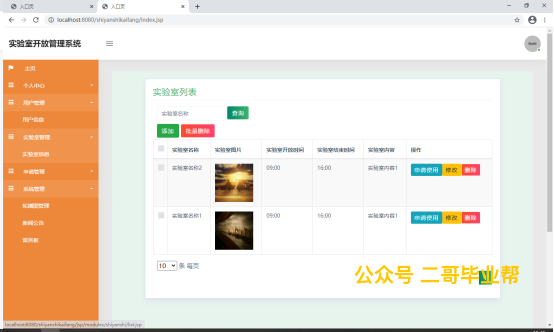 入口页
入口页
localhost:8080/shiyanshikaifang/index.jsp
实验室开放管理系统
主页
个人中心
用户管理
用户信息
实验室管理
实验室信息
申请管理
系统管理
轮播图管理
新闻公告
留言板
实验室列表
实验室名称
查询
添加 批量删除
实验室名称 实验室图片 实验室开放时间 实验室结束时间 实验室内容 操作
实验室名称2 09:00 16:00 实验室内容1 申请使用 修改 删除
实验室名称1 09:00 16:00 实验室内容1 申请使用 修改 删除
10 条 每页
公众号 二哥毕业帮
localhost:8080/shiyanshikaifang/jsp/modules/shiyanshi/list.jsp